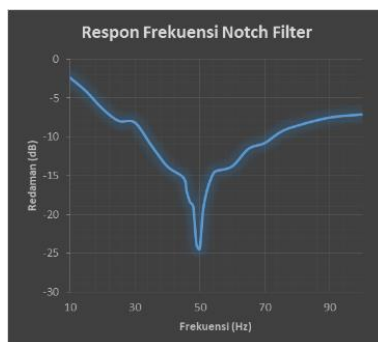 Respon Frekuensi Notch Filter
0
-5
-10
-15
-20
-25
-30
Redaman (dB)
10 30 50 70 90
Frekuensi (Hz)